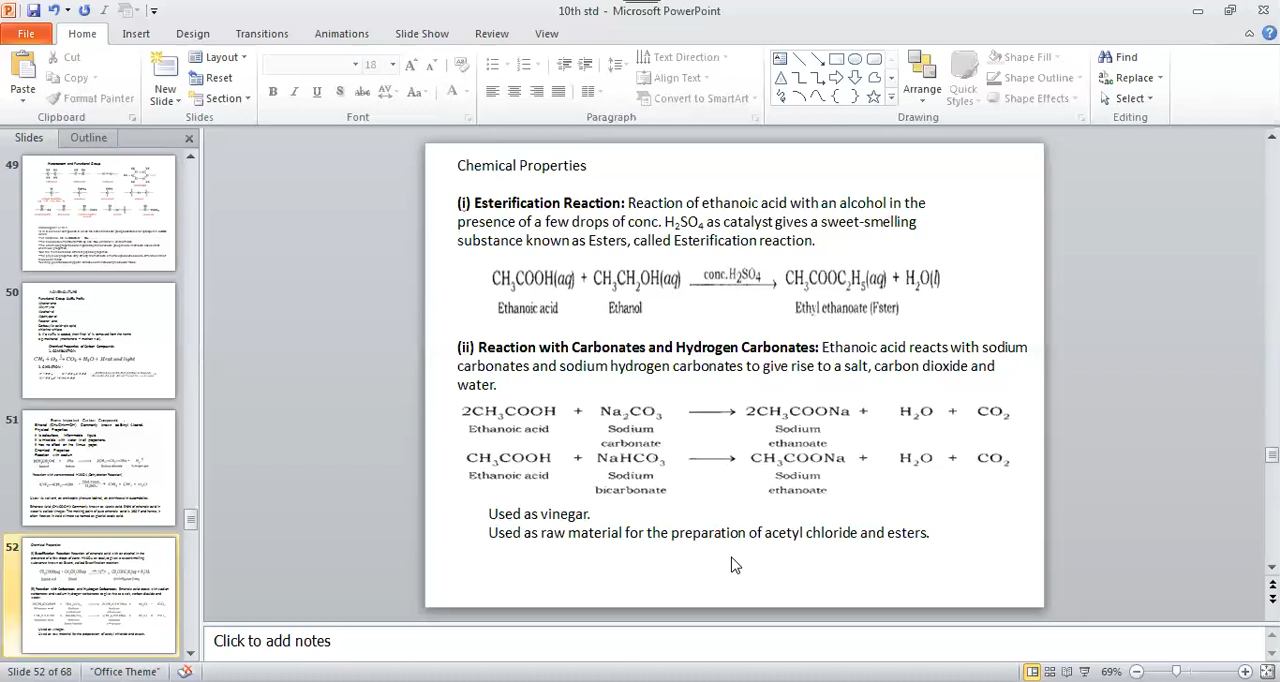 10th std - Microsoft PowerPoint
File Home Insert Design Transitions Animations Slide Show Review View
Cut
Copy
Format Painter
Paste
Clipboard
New Slide
Layout
Reset
Section
Slides
18
B I U S abc AV Aa A
Font
Text Direction
Align Text
Convert to SmartArt
Paragraph
Arrange
Quick Styles
Shape Fill
Shape Outline
Shape Effects
Drawing
Find
Replace
Select
Editing
Slides Outline
49
50
51
52
Chemical Properties
(i) Esterification Reaction: Reaction of ethanoic acid with an alcohol in the
presence of a few drops of conc. H₂SO₄ as catalyst gives a sweet-smelling
substance known as Esters, called Esterification reaction.
CH₃COOH(aq) + CH₃CH₂OH(aq) conc.H₂SO₄ → CH₃COOC₂H₅(aq) + H₂O(l)
Ethanoic acid Ethanol Ethyl ethanoate (Ester)
(ii) Reaction with Carbonates and Hydrogen Carbonates: Ethanoic acid reacts with sodium
carbonates and sodium hydrogen carbonates to give rise to a salt, carbon dioxide and
water.
2CH₃COOH + Na₂CO₃ → 2CH₃COONa + H₂O + CO₂
Ethanoic acid Sodium Sodium
carbonate ethanoate
CH₃COOH + NaHCO₃ → CH₃COONa + H₂O + CO₂
Ethanoic acid Sodium Sodium
bicarbonate ethanoate
Used as vinegar.
Used as raw material for the preparation of acetyl chloride and esters.
Click to add notes
Slide 52 of 68 "Office Theme" 69%